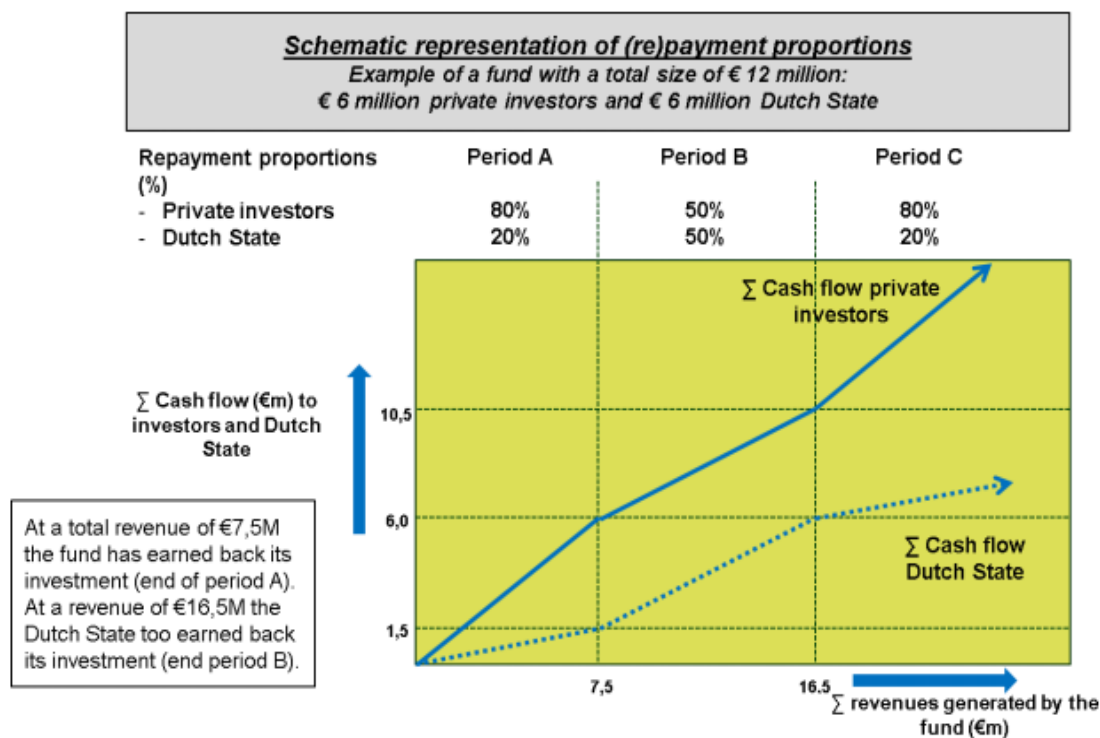 Schematic representation of (re)payment proportions
Example of a fund with a total size of € 12 million:
€ 6 million private investors and € 6 million Dutch State
Repayment proportions Period A Period B Period C
(%)
- Private investors 80% 50% 80%
- Dutch State 20% 50% 20%
∑ Cash flow private
investors
∑ Cash flow (€m) to
investors and Dutch
State
10,5
6,0
∑ Cash flow
Dutch State
1,5
At a total revenue of €7,5M
the fund has earned back its
investment (end of period A).
At a revenue of €16,5M the
Dutch State too earned back
its investment (end period B).
7,5 16.5
∑ revenues generated by the
fund (€m)